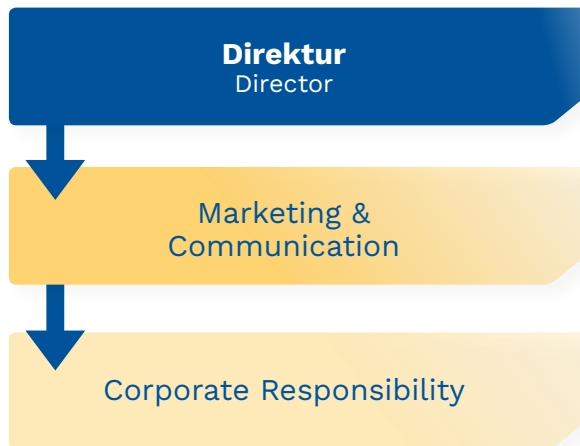 Direktur
Director
Marketing &
Communication
Corporate Responsibility